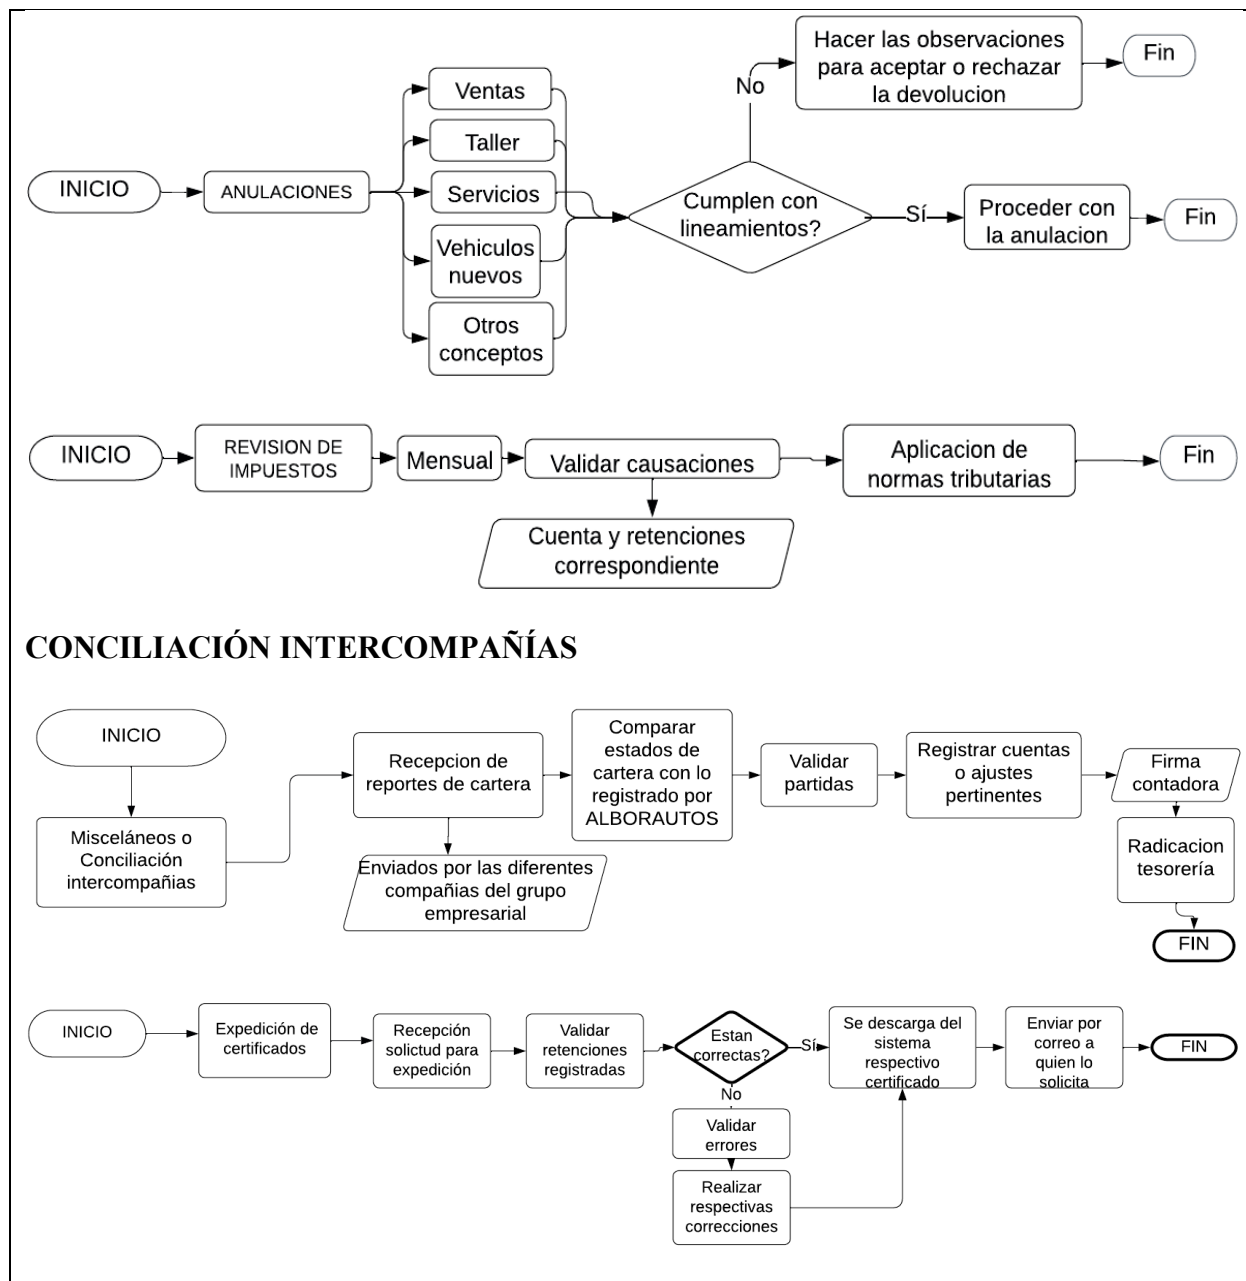 Hacer las observaciones
para aceptar o rechazar
la devolucion
Fin
No
Ventas
Taller
INICIO
ANULACIONES
Servicios
Cumplen con
lineamientos?
Sí
Proceder con
la anulacion
Fin
Vehiculos
nuevos
Otros
conceptos
INICIO
REVISION DE
IMPUESTOS
Mensual
Validar causaciones
Aplicacion de
normas tributarias
Fin
Cuenta y retenciones
correspondiente
CONCILIACIÓN INTERCOMPAÑÍAS
INICIO
Misceláneos o
Conciliación
intercompañias
Recepcion de
reportes de cartera
Enviados por las diferentes
compañias del grupo
empresarial
Comparar
estados de
cartera con lo
registrado por
ALBORAUTOS
Validar
partidas
Registrar cuentas
o ajustes
pertinentes
Firma
contadora
Radicacion
tesorería
FIN
INICIO
Expedición de
certificados
Recepción
solictud para
expedición
Validar
retenciones
registradas
Estan
correctas?
Sí
No
Validar
errores
Realizar
respectivas
correcciones
Se descarga del
sistema
respectivo
certificado
Enviar por
correo a
quien lo
solicita
FIN